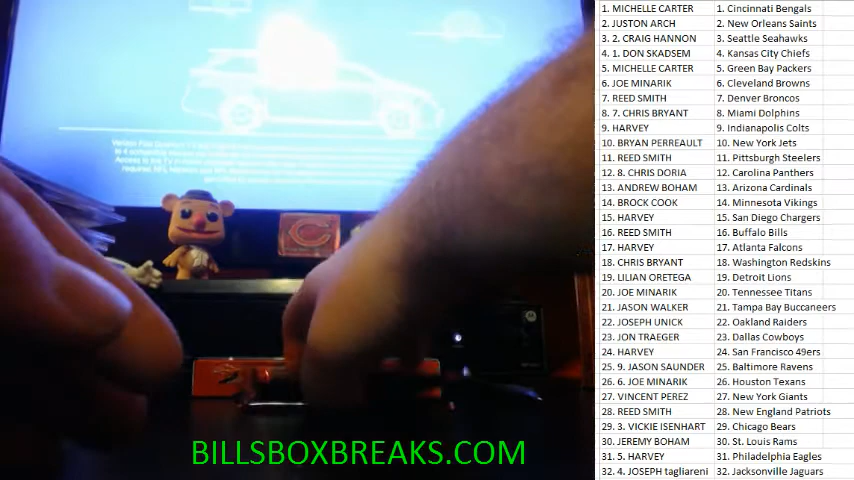 Verizon
BILLSBOXBREAKS.COM
1. MICHELLE CARTER 1. Cincinnati Bengals
2. JUSTON ARCH 2. New Orleans Saints
3. 2. CRAIG HANNON 3. Seattle Seahawks
4. 1. DON SKADSEM 4. Kansas City Chiefs
5. MICHELLE CARTER 5. Green Bay Packers
6. JOE MINARIK 6. Cleveland Browns
7. REED SMITH 7. Denver Broncos
8. 7. CHRIS BRYANT 8. Miami Dolphins
9. HARVEY 9. Indianapolis Colts
10. BRYAN PERREAULT 10. New York Jets
11. REED SMITH 11. Pittsburgh Steelers
12. 8. CHRIS DORIA 12. Carolina Panthers
13. ANDREW BOHAM 13. Arizona Cardinals
14. BROCK COOK 14. Minnesota Vikings
15. HARVEY 15. San Diego Chargers
16. REED SMITH 16. Buffalo Bills
17. HARVEY 17. Atlanta Falcons
18. CHRIS BRYANT 18. Washington Redskins
19. LILIAN ORETEGA 19. Detroit Lions
20. JOE MINARIK 20. Tennessee Titans
21. JASON WALKER 21. Tampa Bay Buccaneers
22. JOSEPH UNICK 22. Oakland Raiders
23. JON TRAEGER 23. Dallas Cowboys
24. HARVEY 24. San Francisco 49ers
25. 9. JASON SAUNDER 25. Baltimore Ravens
26. 6. JOE MINARIK 26. Houston Texans
27. VINCENT PEREZ 27. New York Giants
28. REED SMITH 28. New England Patriots
29. 3. VICKIE ISENHART 29. Chicago Bears
30. JEREMY BOHAM 30. St. Louis Rams
31. 5. HARVEY 31. Philadelphia Eagles
32. 4. JOSEPH tagliareni 32. Jacksonville Jaguars